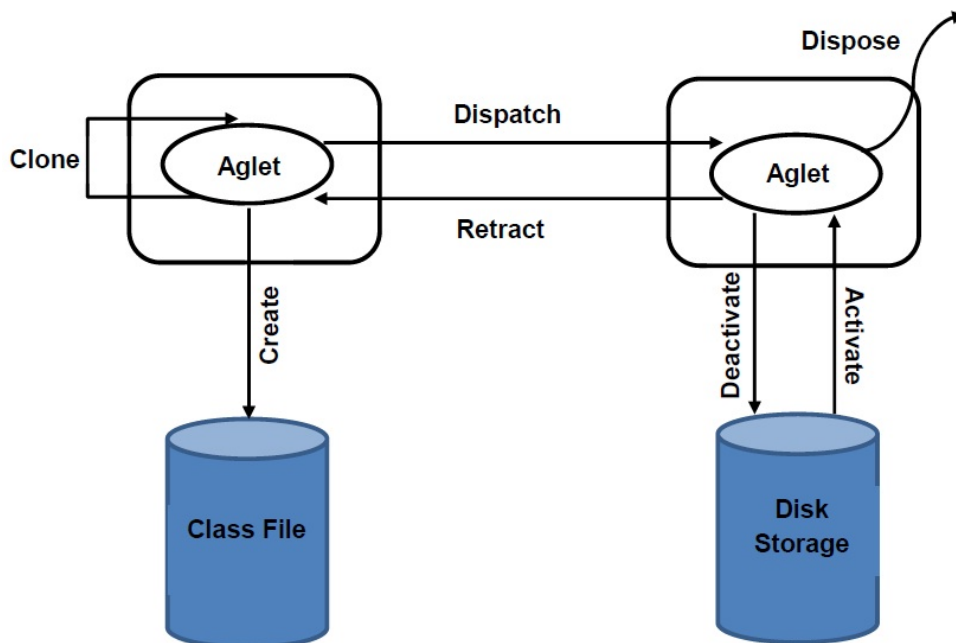 Dispose
Dispatch
Clone
Aglet
Aglet
Retract
Create
Deactivate
Activate
Class File
Disk
Storage